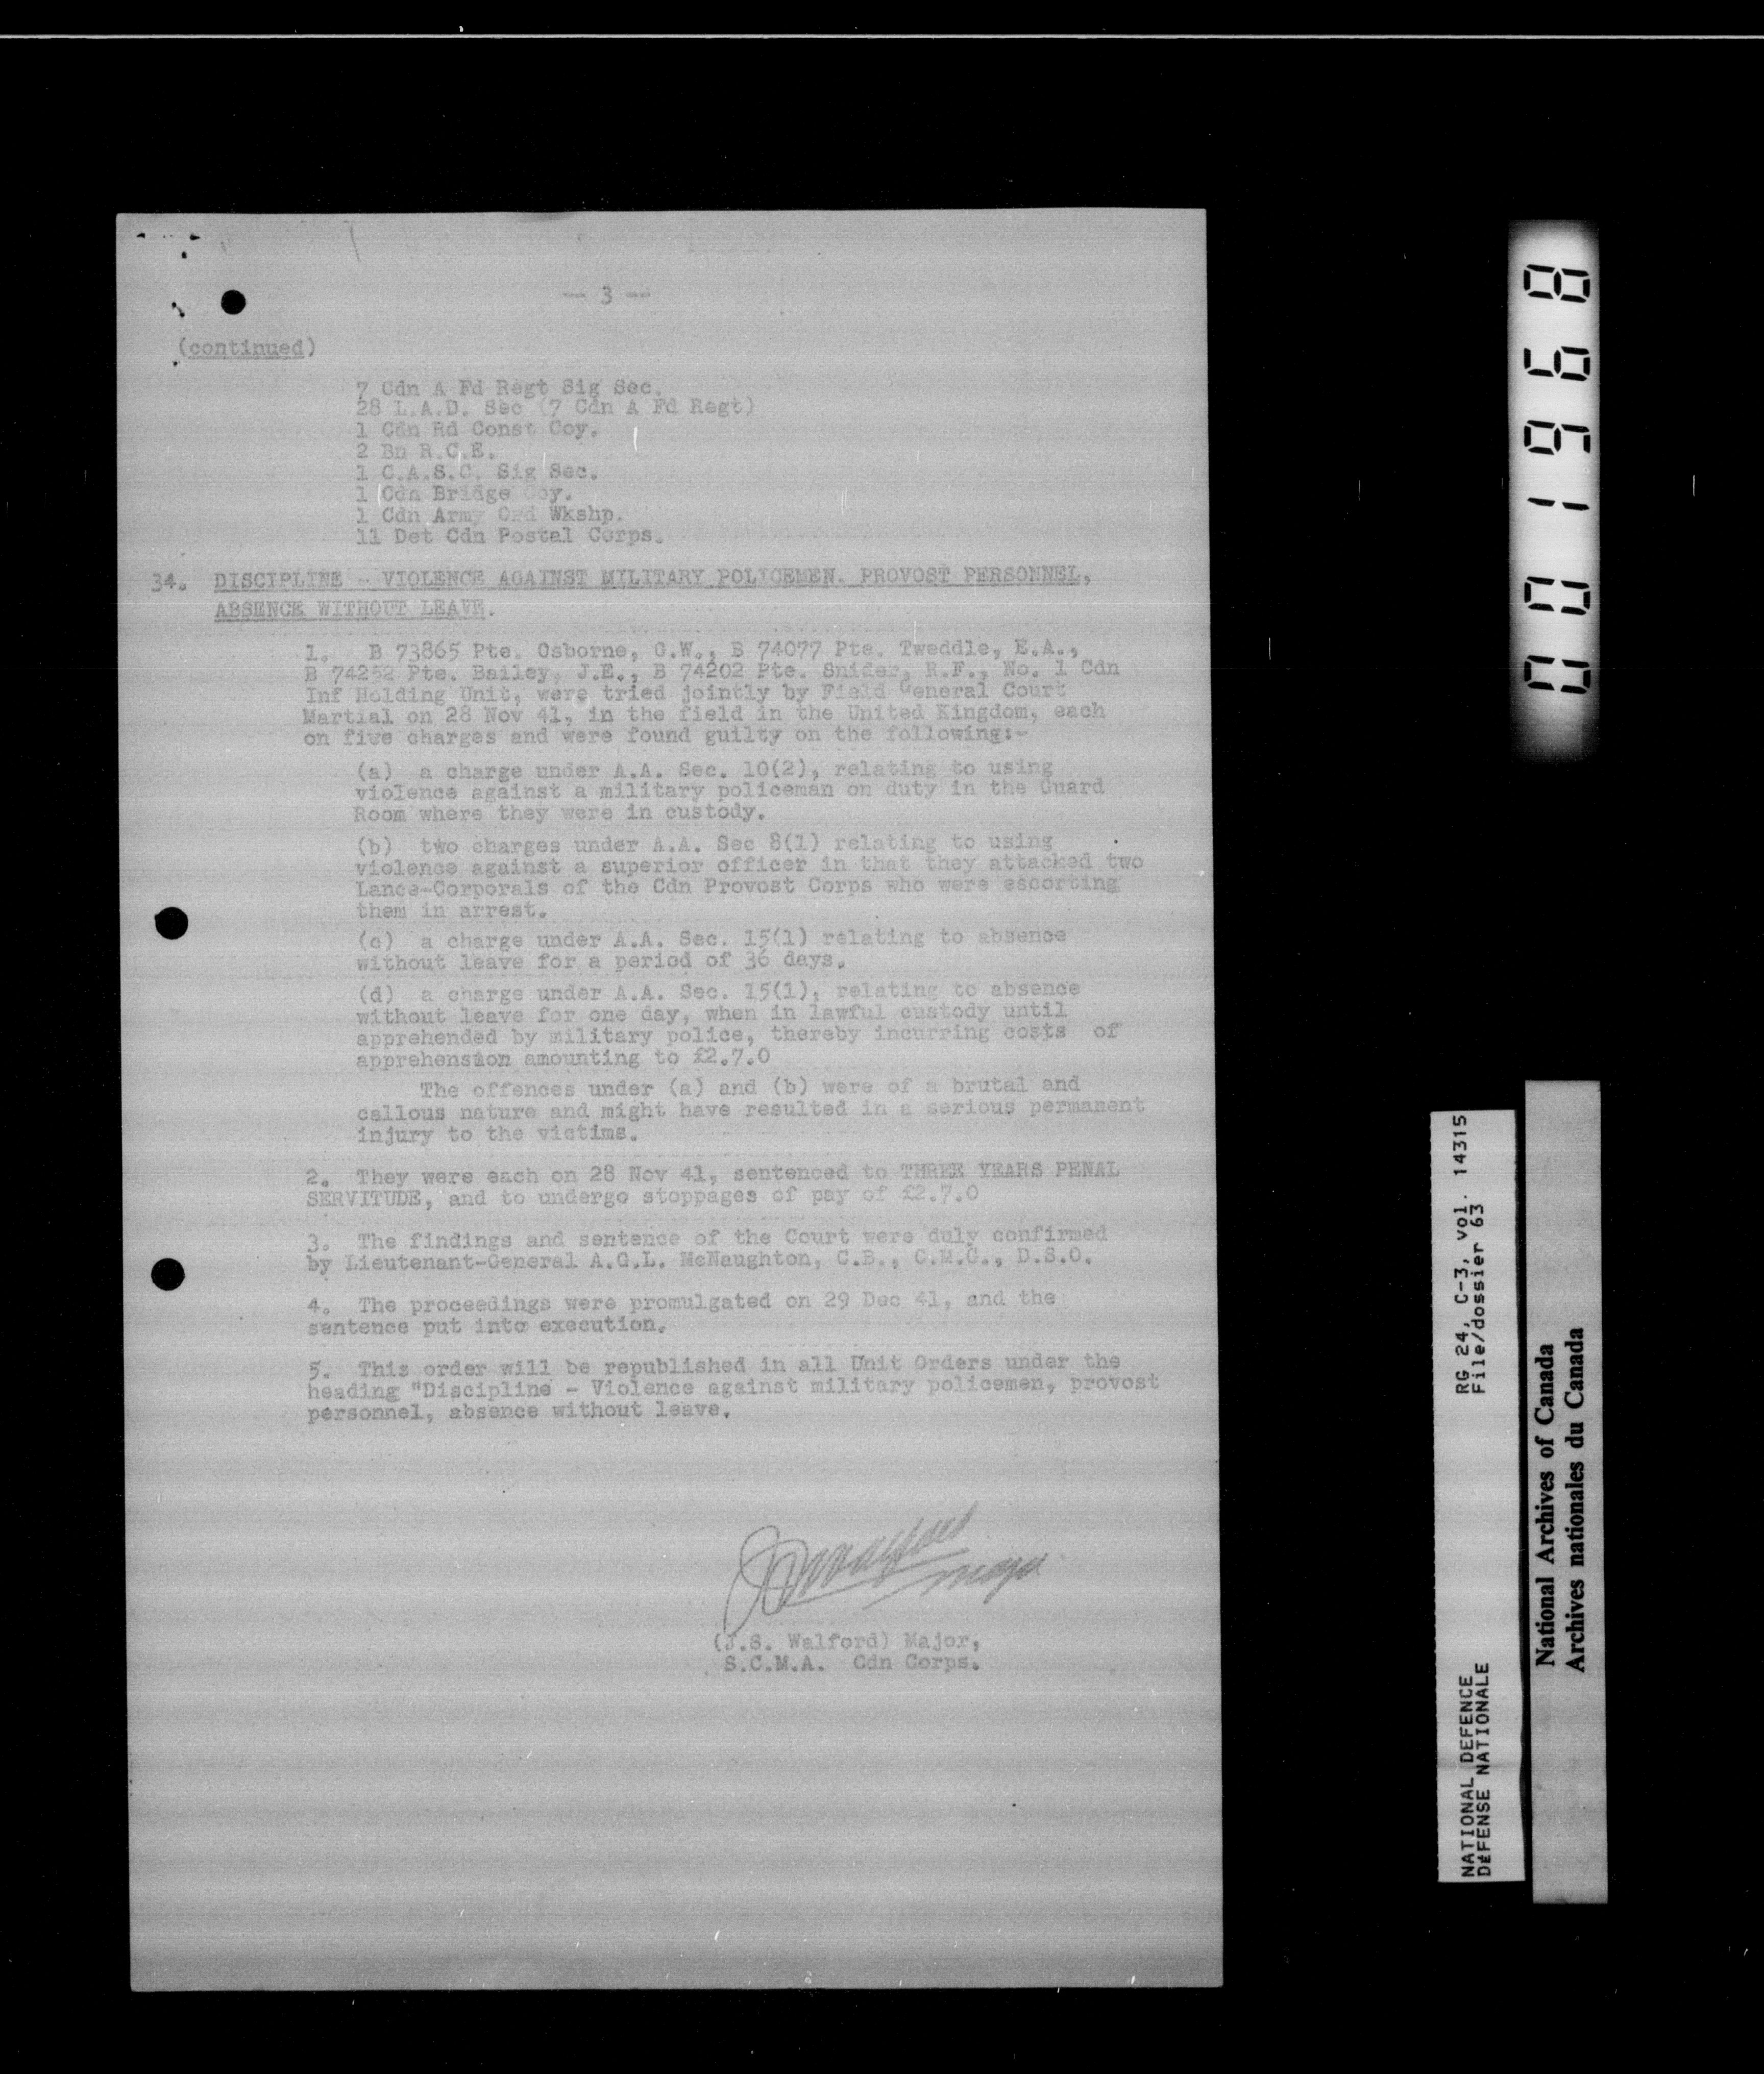 -- 3 --
(continued)
7 Cdn A Fd Regt Sig Sec.
28 L.A.D. Sec (7 Cdn A Fd Regt)
1 Cdn Rd Const Coy.
2 Bn R.C.E.
1 C.A.S.C. Sig Sec.
1 Cdn Bridge Coy.
1 Cdn Army Ord Wkshp.
11 Det Cdn Postal Corps.
34. DISCIPLINE - VIOLENCE AGAINST MILITARY POLICEMEN. PROVOST PERSONNEL,
ABSENCE WITHOUT LEAVE.
1. B 73865 Pte. Osborne, G.W., B 74077 Pte. Tweddle, E.A.,
B 74252 Pte. Bailey, J.E., B 74202 Pte. Snider, R.F., No. 1 Cdn
Inf Holding Unit, were tried jointly by Field General Court
Martial on 28 Nov 41, in the field in the United Kingdom, each
on five charges and were found guilty on the following:-
(a) a charge under A.A. Sec. 10(2), relating to using
violence against a military policeman on duty in the Guard
Room where they were in custody.
(b) two charges under A.A. Sec 8(1) relating to using
violence against a superior officer in that they attacked two
Lance-Corporals of the Cdn Provost Corps who were escorting
them in arrest.
(c) a charge under A.A. Sec. 15(1) relating to absence
without leave for a period of 36 days.
(d) a charge under A.A. Sec. 15(1), relating to absence
without leave for one day, when in lawful custody until
apprehended by military police, thereby incurring costs of
apprehension amounting to £2.7.0
The offences under (a) and (b) were of a brutal and
callous nature and might have resulted in a serious permanent
injury to the victims.
2. They were each on 28 Nov 41, sentenced to THREE YEARS PENAL
SERVITUDE, and to undergo stoppages of pay of £2.7.0
3. The findings and sentence of the Court were duly confirmed
by Lieutenant-General A.G.L. McNaughton, C.B., C.M.G., D.S.O.
4. The proceedings were promulgated on 29 Dec 41, and the
sentence put into execution.
5. This order will be republished in all Unit Orders under the
heading "Discipline - Violence against military policemen, provost
personnel, absence without leave.
JSWalford
Major
(J.S. Walford) Major,
S.C.M.A. Cdn Corps.
001968
NATIONAL DEFENCE RG 24, C-3, vol. 14315
DÉFENSE NATIONALE File/dossier 63
National Archives of Canada
Archives nationales du Canada